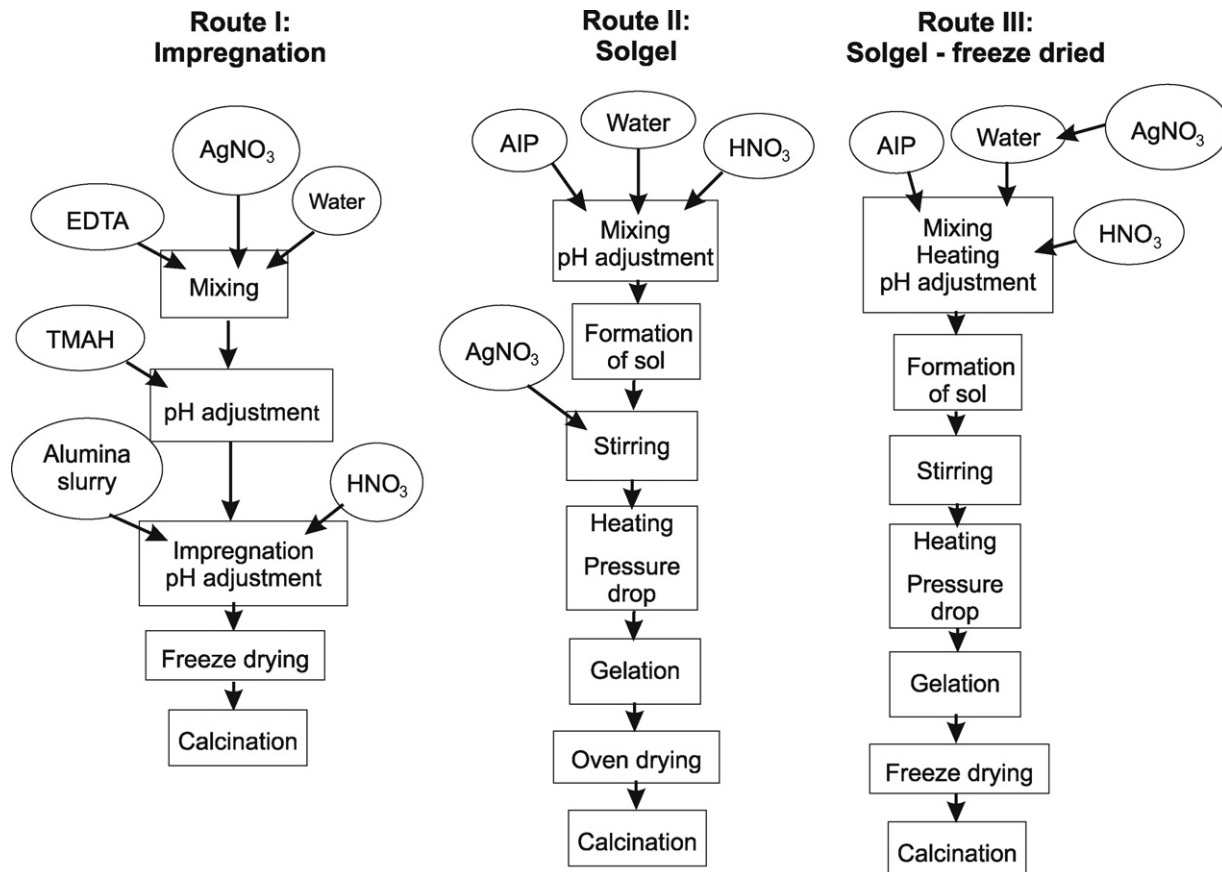 Route I:
Impregnation
AgNO₃
EDTA
Water
Mixing
TMAH
pH adjustment
Alumina
slurry
HNO₃
Impregnation
pH adjustment
Freeze drying
Calcination
Route II:
Solgel
AIP
Water
HNO₃
Mixing
pH adjustment
Formation
of sol
AgNO₃
Stirring
Heating
Pressure
drop
Gelation
Oven drying
Calcination
Route III:
Solgel - freeze dried
AIP
Water
AgNO₃
HNO₃
Mixing
Heating
pH adjustment
Formation
of sol
Stirring
Heating
Pressure
drop
Gelation
Freeze drying
Calcination